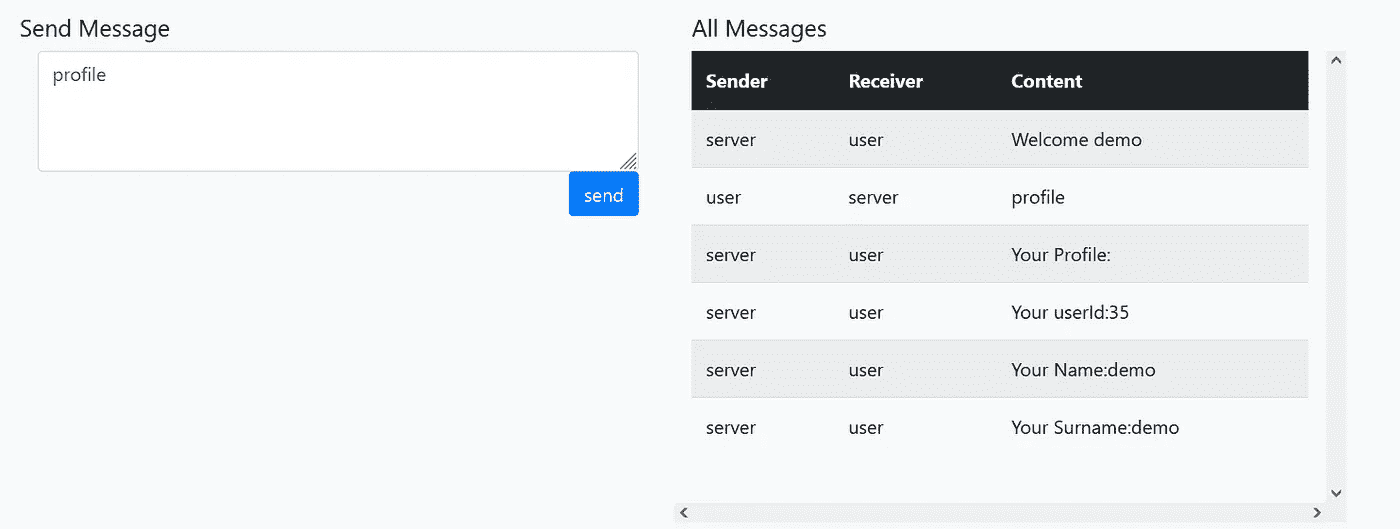 Send Message
profile
send
All Messages
Sender Receiver Content
server user Welcome demo
user server profile
server user Your Profile:
server user Your userId:35
server user Your Name:demo
server user Your Surname:demo